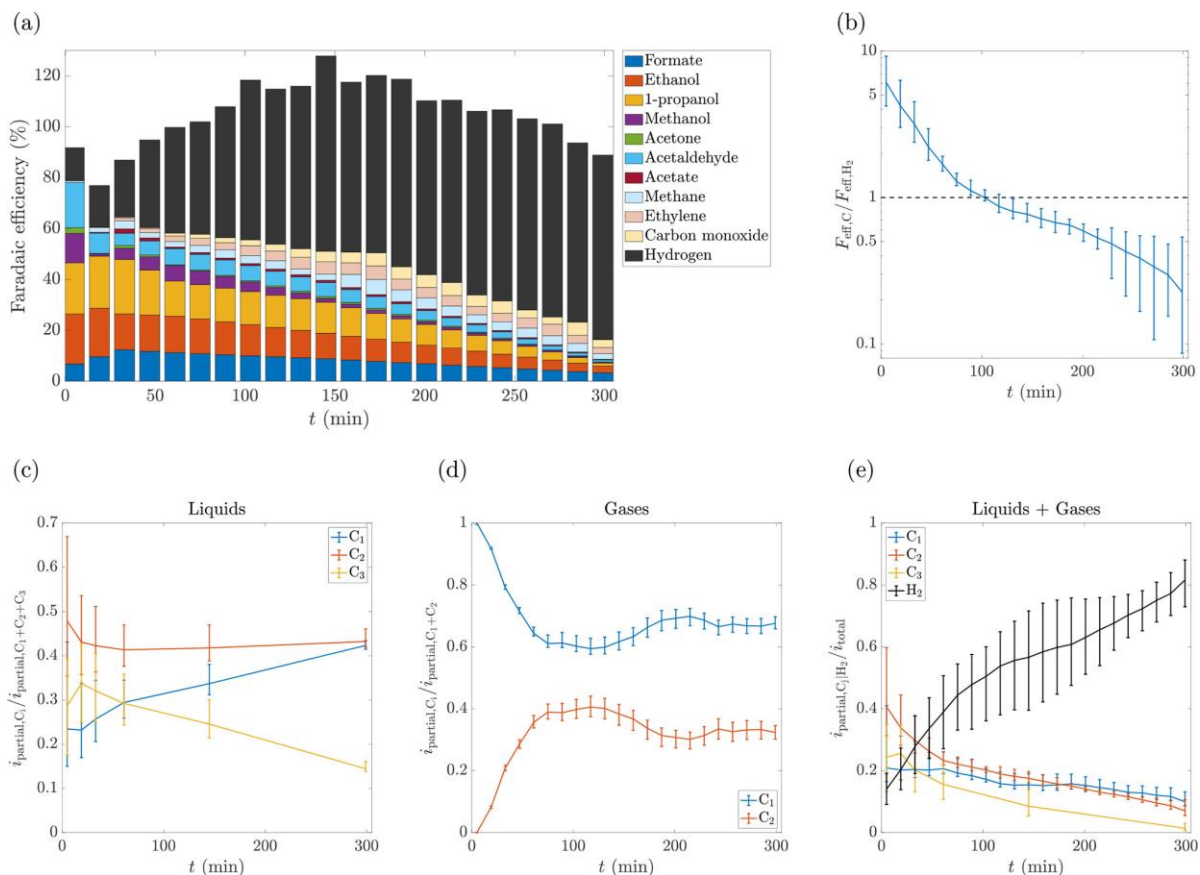 (a)
Faradaic efficiency (%)
120
100
80
60
40
20
0
0 50 100 150 200 250 300
t (min)
Formate
Ethanol
1-propanol
Methanol
Acetone
Acetaldehyde
Acetate
Methane
Ethylene
Carbon monoxide
Hydrogen
(b)
F_eff,C/F_eff,H₂
10
5
1
0.5
0.1
0 100 200 300
t (min)
(c)
Liquids
i_partial,Cᵢ/i_partial,C₁+C₂+C₃
0.7
0.6
0.5
0.4
0.3
0.2
0.1
0
0 100 200 300
t (min)
C₁
C₂
C₃
(d)
Gases
i_partial,Cᵢ/i_partial,C₁+C₂
1
0.8
0.6
0.4
0.2
0
0 100 200 300
t (min)
C₁
C₂
(e)
Liquids + Gases
i_partial,Cⱼ|H₂/i_total
1
0.8
0.6
0.4
0.2
0
0 100 200 300
t (min)
C₁
C₂
C₃
H₂